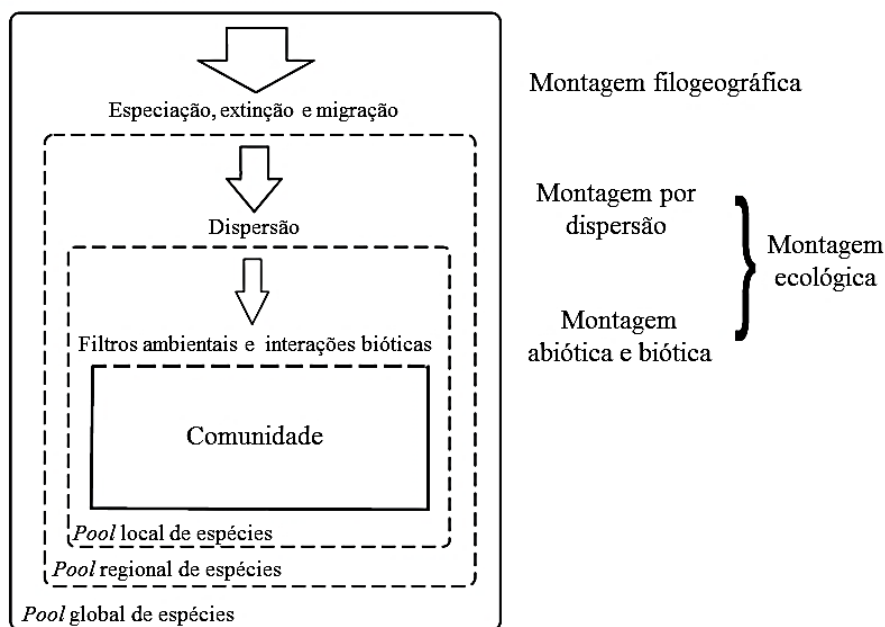 Montagem filogeográfica
Especiação, extinção e migração
Montagem por
dispersão
Dispersão
Montagem
ecológica
Montagem
abiótica e biótica
Filtros ambientais e interações bióticas
Comunidade
Pool local de espécies
Pool regional de espécies
Pool global de espécies